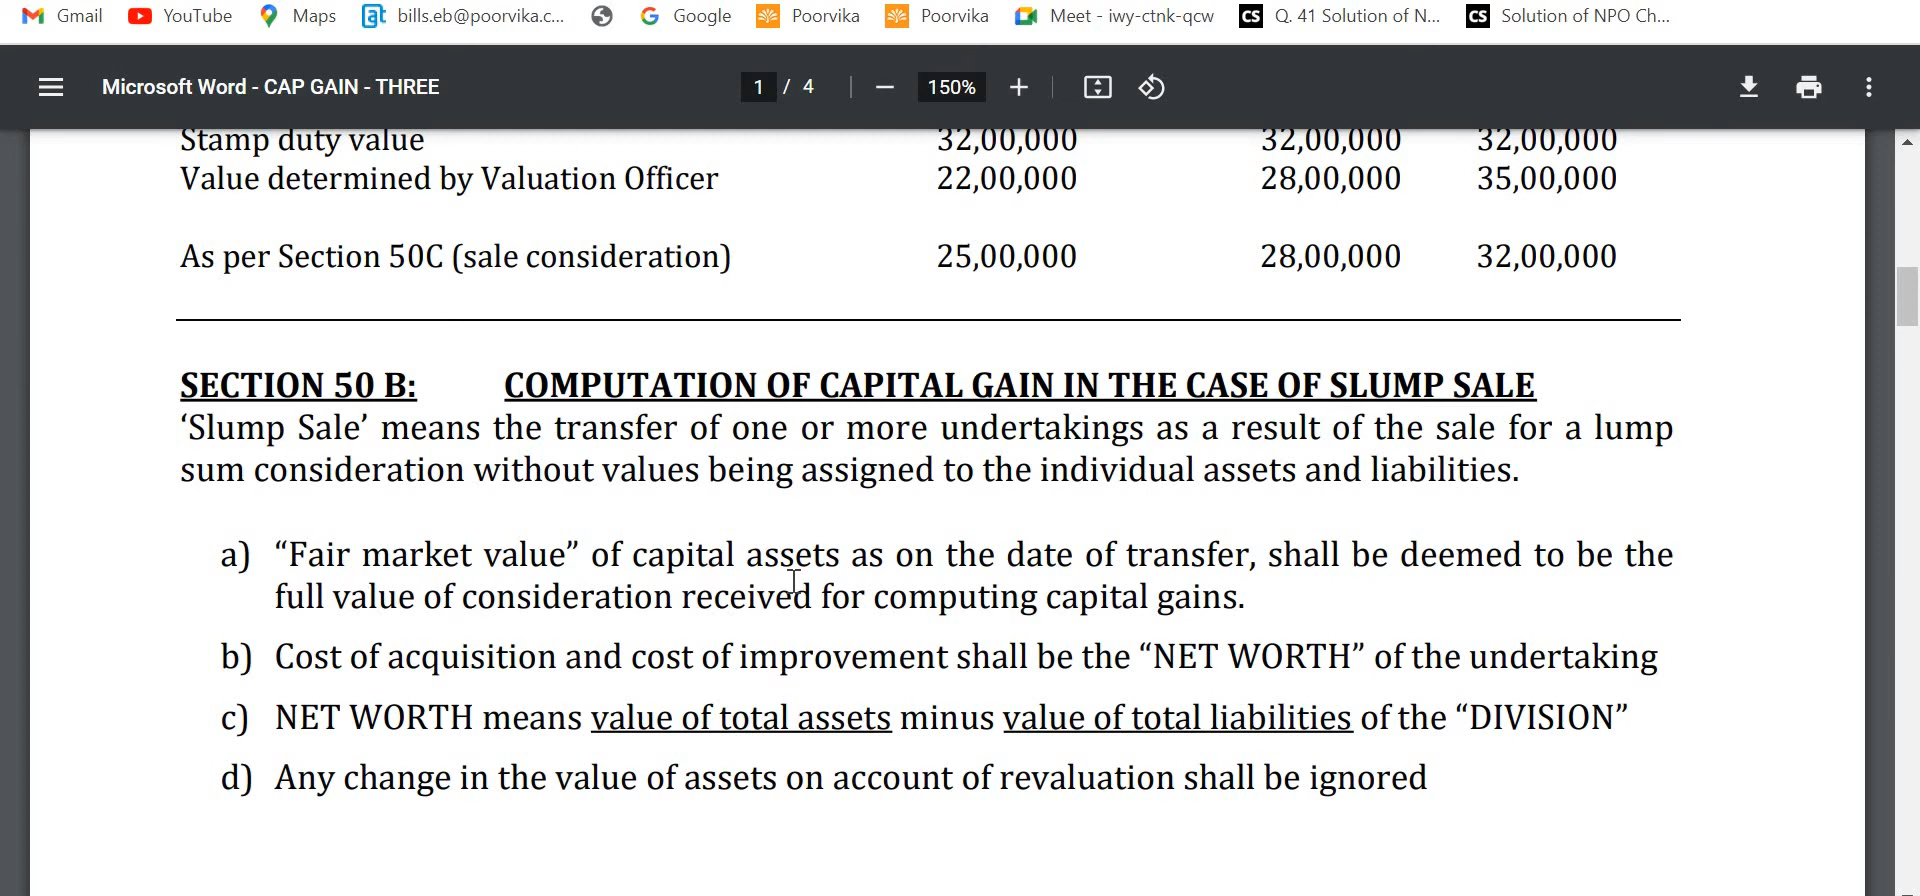 Gmail YouTube Maps bills.eb@poorvika.c... Google Poorvika Poorvika Meet - iwy-ctnk-qcw CS Q. 41 Solution of N... CS Solution of NPO Ch...
Microsoft Word - CAP GAIN - THREE 1 / 4 150%
Stamp duty value 32,00,000 32,00,000 32,00,000
Value determined by Valuation Officer 22,00,000 28,00,000 35,00,000
As per Section 50C (sale consideration) 25,00,000 28,00,000 32,00,000
SECTION 50 B: COMPUTATION OF CAPITAL GAIN IN THE CASE OF SLUMP SALE
‘Slump Sale’ means the transfer of one or more undertakings as a result of the sale for a lump
sum consideration without values being assigned to the individual assets and liabilities.
a) “Fair market value” of capital assets as on the date of transfer, shall be deemed to be the
full value of consideration received for computing capital gains.
b) Cost of acquisition and cost of improvement shall be the “NET WORTH” of the undertaking
c) NET WORTH means value of total assets minus value of total liabilities of the “DIVISION”
d) Any change in the value of assets on account of revaluation shall be ignored